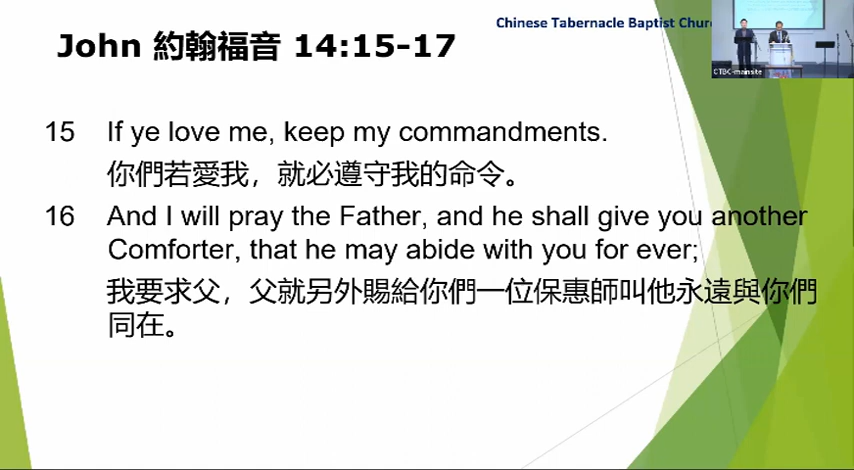 Chinese Tabernacle Baptist Church
John 約翰福音 14:15-17
CTBC-mainsite
15 If ye love me, keep my commandments.
你們若愛我，就必遵守我的命令。
16 And I will pray the Father, and he shall give you another
Comforter, that he may abide with you for ever;
我要求父，父就另外賜給你們一位保惠師叫他永遠與你們
同在。